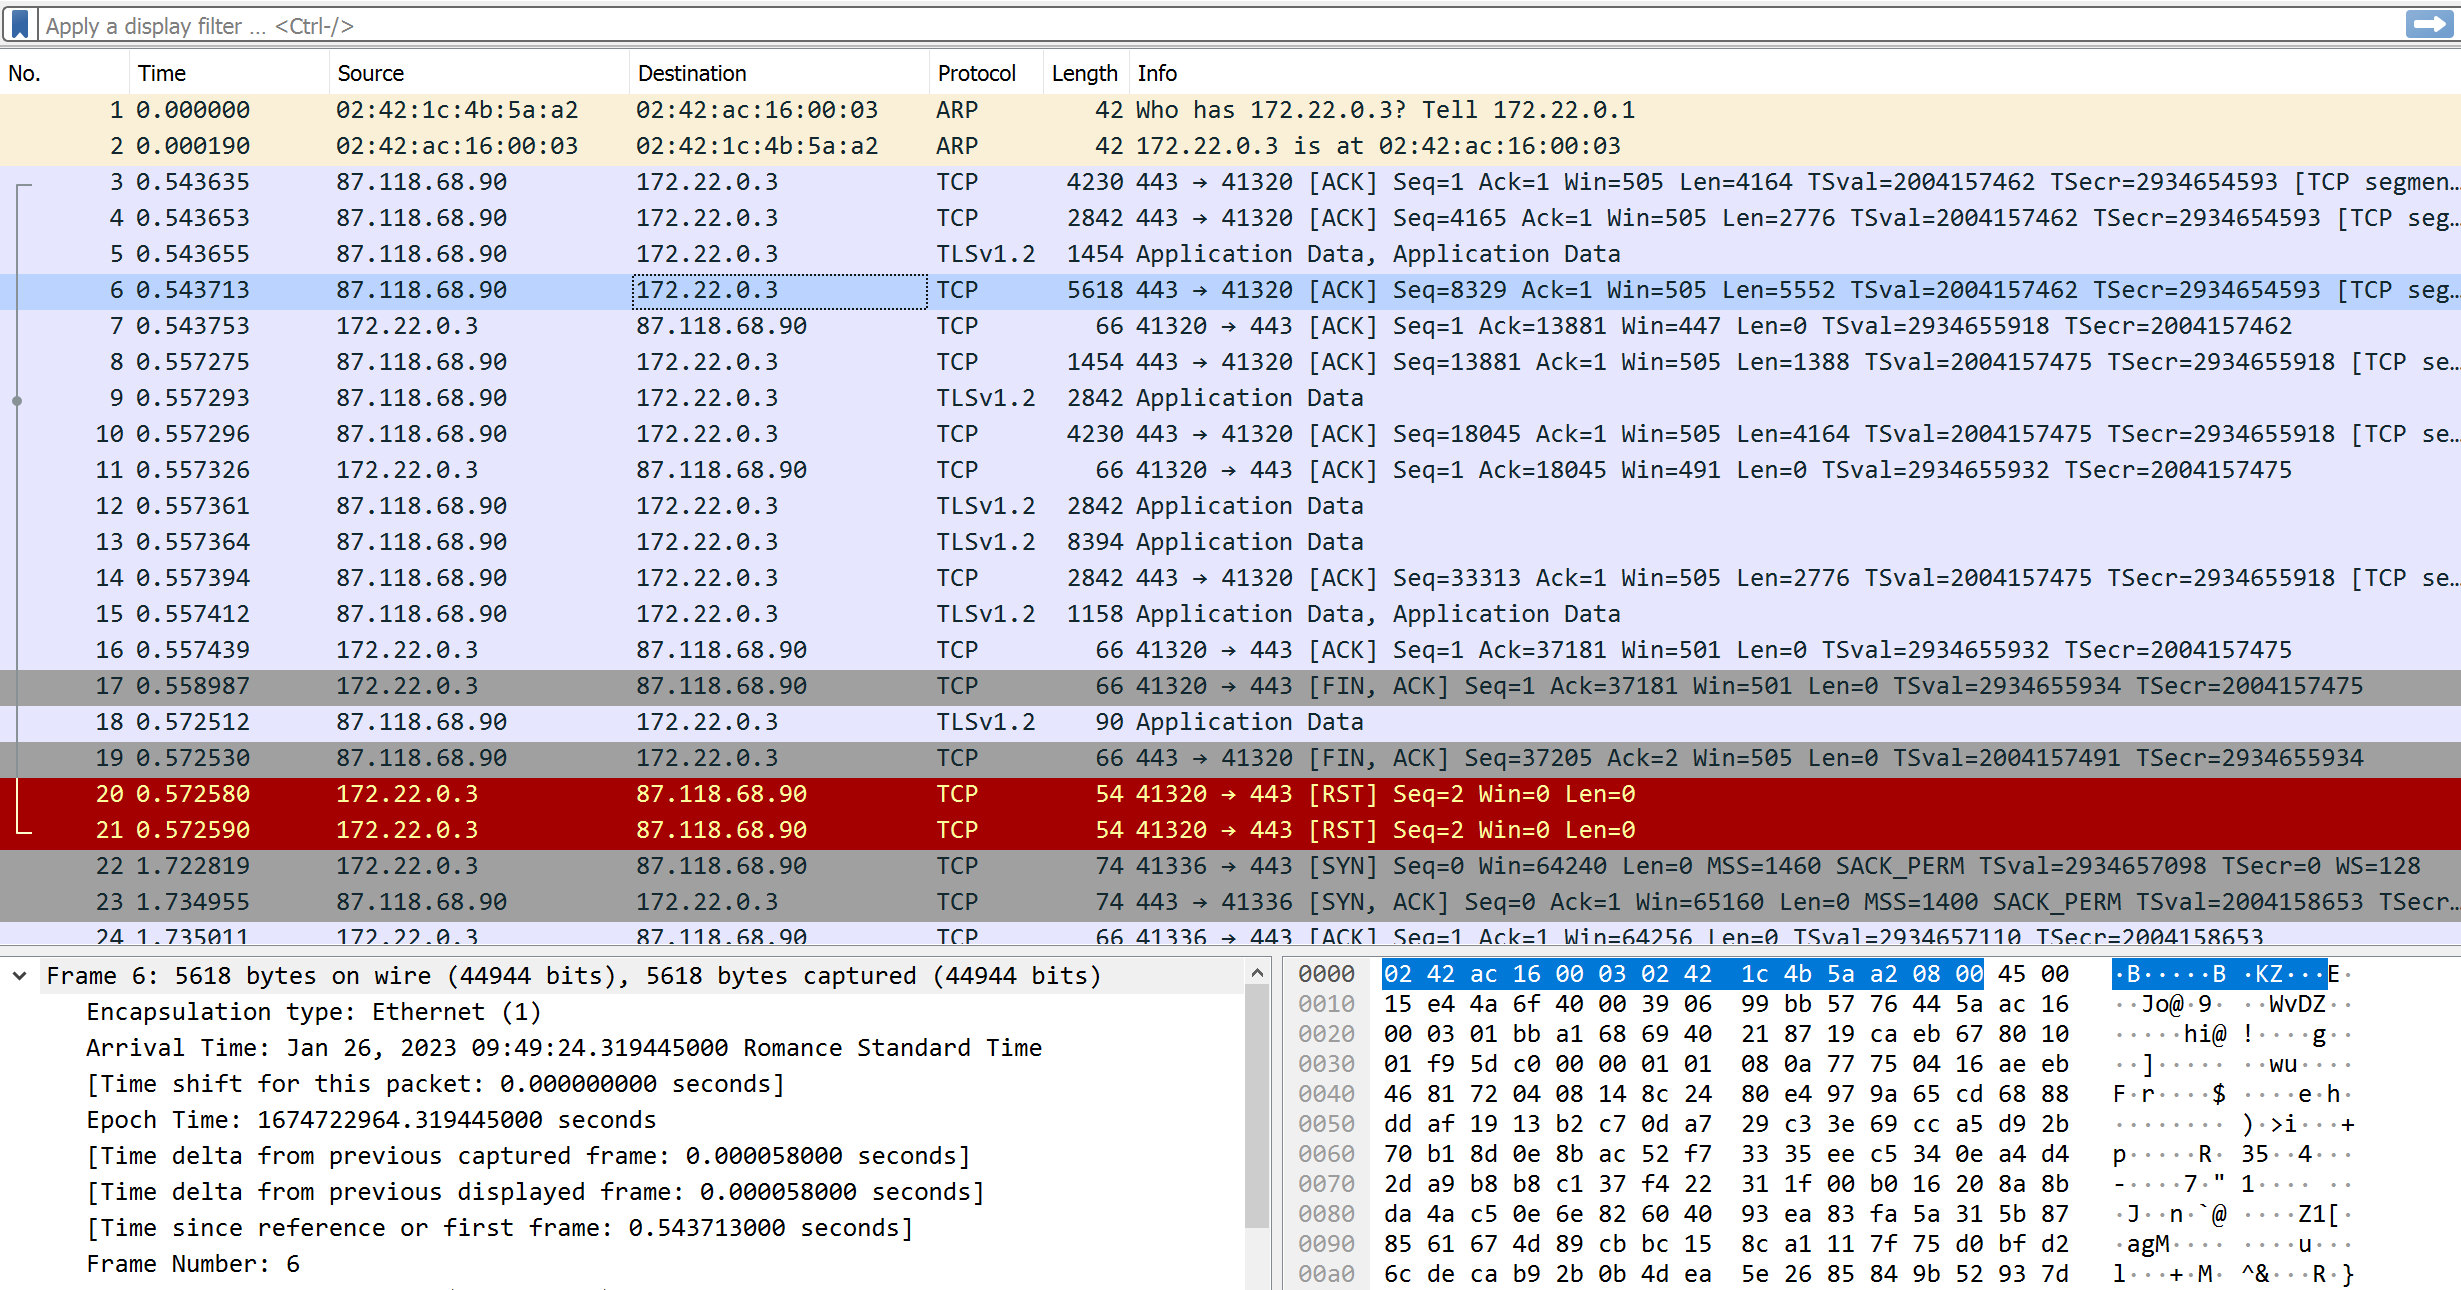 Apply a display filter … <Ctrl-/>
No. Time Source Destination Protocol Length Info
1 0.000000 02:42:1c:4b:5a:a2 02:42:ac:16:00:03 ARP 42 Who has 172.22.0.3? Tell 172.22.0.1
2 0.000190 02:42:ac:16:00:03 02:42:1c:4b:5a:a2 ARP 42 172.22.0.3 is at 02:42:ac:16:00:03
3 0.543635 87.118.68.90 172.22.0.3 TCP 4230 443 → 41320 [ACK] Seq=1 Ack=1 Win=505 Len=4164 TSval=2004157462 TSecr=2934654593 [TCP segmen…
4 0.543653 87.118.68.90 172.22.0.3 TCP 2842 443 → 41320 [ACK] Seq=4165 Ack=1 Win=505 Len=2776 TSval=2004157462 TSecr=2934654593 [TCP seg…
5 0.543655 87.118.68.90 172.22.0.3 TLSv1.2 1454 Application Data, Application Data
6 0.543713 87.118.68.90 172.22.0.3 TCP 5618 443 → 41320 [ACK] Seq=8329 Ack=1 Win=505 Len=5552 TSval=2004157462 TSecr=2934654593 [TCP seg…
7 0.543753 172.22.0.3 87.118.68.90 TCP 66 41320 → 443 [ACK] Seq=1 Ack=13881 Win=447 Len=0 TSval=2934655918 TSecr=2004157462
8 0.557275 87.118.68.90 172.22.0.3 TCP 1454 443 → 41320 [ACK] Seq=13881 Ack=1 Win=505 Len=1388 TSval=2004157475 TSecr=2934655918 [TCP se…
9 0.557293 87.118.68.90 172.22.0.3 TLSv1.2 2842 Application Data
10 0.557296 87.118.68.90 172.22.0.3 TCP 4230 443 → 41320 [ACK] Seq=18045 Ack=1 Win=505 Len=4164 TSval=2004157475 TSecr=2934655918 [TCP se…
11 0.557326 172.22.0.3 87.118.68.90 TCP 66 41320 → 443 [ACK] Seq=1 Ack=18045 Win=491 Len=0 TSval=2934655932 TSecr=2004157475
12 0.557361 87.118.68.90 172.22.0.3 TLSv1.2 2842 Application Data
13 0.557364 87.118.68.90 172.22.0.3 TLSv1.2 8394 Application Data
14 0.557394 87.118.68.90 172.22.0.3 TCP 2842 443 → 41320 [ACK] Seq=33313 Ack=1 Win=505 Len=2776 TSval=2004157475 TSecr=2934655918 [TCP se…
15 0.557412 87.118.68.90 172.22.0.3 TLSv1.2 1158 Application Data, Application Data
16 0.557439 172.22.0.3 87.118.68.90 TCP 66 41320 → 443 [ACK] Seq=1 Ack=37181 Win=501 Len=0 TSval=2934655932 TSecr=2004157475
17 0.558987 172.22.0.3 87.118.68.90 TCP 66 41320 → 443 [FIN, ACK] Seq=1 Ack=37181 Win=501 Len=0 TSval=2934655934 TSecr=2004157475
18 0.572512 87.118.68.90 172.22.0.3 TLSv1.2 90 Application Data
19 0.572530 87.118.68.90 172.22.0.3 TCP 66 443 → 41320 [FIN, ACK] Seq=37205 Ack=2 Win=505 Len=0 TSval=2004157491 TSecr=2934655934
20 0.572580 172.22.0.3 87.118.68.90 TCP 54 41320 → 443 [RST] Seq=2 Win=0 Len=0
21 0.572590 172.22.0.3 87.118.68.90 TCP 54 41320 → 443 [RST] Seq=2 Win=0 Len=0
22 1.722819 172.22.0.3 87.118.68.90 TCP 74 41336 → 443 [SYN] Seq=0 Win=64240 Len=0 MSS=1460 SACK_PERM TSval=2934657098 TSecr=0 WS=128
23 1.734955 87.118.68.90 172.22.0.3 TCP 74 443 → 41336 [SYN, ACK] Seq=0 Ack=1 Win=65160 Len=0 MSS=1400 SACK_PERM TSval=2004158653 TSecr…
24 1.735011 172.22.0.3 87.118.68.90 TCP 66 41336 → 443 [ACK] Seq=1 Ack=1 Win=64256 Len=0 TSval=2934657110 TSecr=2004158653
Frame 6: 5618 bytes on wire (44944 bits), 5618 bytes captured (44944 bits)
Encapsulation type: Ethernet (1)
Arrival Time: Jan 26, 2023 09:49:24.319445000 Romance Standard Time
[Time shift for this packet: 0.000000000 seconds]
Epoch Time: 1674722964.319445000 seconds
[Time delta from previous captured frame: 0.000058000 seconds]
[Time delta from previous displayed frame: 0.000058000 seconds]
[Time since reference or first frame: 0.543713000 seconds]
Frame Number: 6
0000 02 42 ac 16 00 03 02 42 1c 4b 5a a2 08 00 45 00 ·B·····B ·KZ···E·
0010 15 e4 4a 6f 40 00 39 06 99 bb 57 76 44 5a ac 16 ··Jo@·9· ··WvDZ··
0020 00 03 01 bb a1 68 69 40 21 87 19 ca eb 67 80 10 ·····hi@ !····g··
0030 01 f9 5d c0 00 00 01 01 08 0a 77 75 04 16 ae eb ··]····· ··wu····
0040 46 81 72 04 08 14 8c 24 80 e4 97 9a 65 cd 68 88 F·r····$ ····e·h·
0050 dd af 19 13 b2 c7 0d a7 29 c3 3e 69 cc a5 d9 2b ········ )·>i···+
0060 70 b1 8d 0e 8b ac 52 f7 33 35 ee c5 34 0e a4 d4 p·····R· 35··4···
0070 2d a9 b8 b8 c1 37 f4 22 31 1f 00 b0 16 20 8a 8b -····7·" 1···· ··
0080 da 4a c5 0e 6e 82 60 40 93 ea 83 fa 5a 31 5b 87 ·J··n·`@ ····Z1[·
0090 85 61 67 4d 89 cb bc 15 8c a1 11 7f 75 d0 bf d2 ·agM···· ····u···
00a0 6c de ca b9 2b 0b 4d ea 5e 26 85 84 9b 52 93 7d l···+·M· ^&···R·}